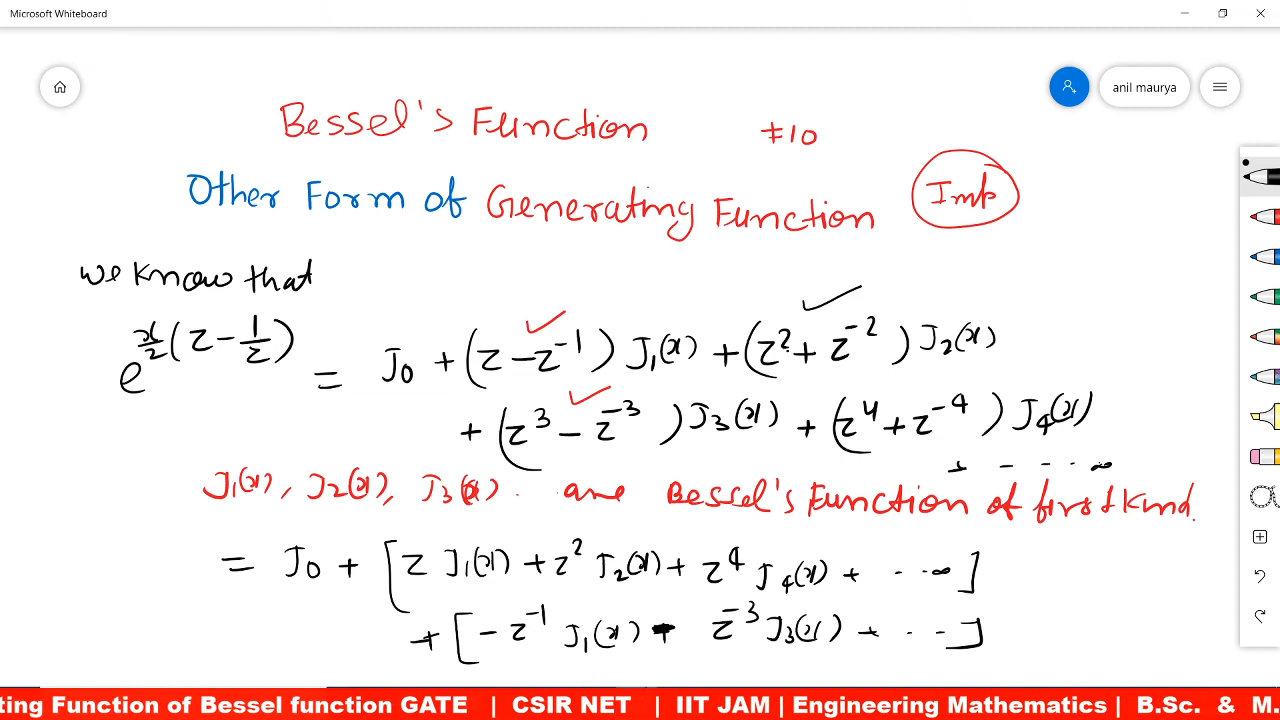 Microsoft Whiteboard
anil maurya
Bessel's Function #10
Other Form of Generating Function Imp
we know that
e^{x/2(z - 1/z)} = J0 + (z - z^{-1}) J1(x) + (z^2 + z^{-2}) J2(x)
+ (z^3 - z^{-3}) J3(x) + (z^4 + z^{-4}) J4(x)
+ - - .. ∞
J1(x), J2(x), J3(x) . . are Bessel's Function of first Kind.
= J0 + [z J1(x) + z^2 J2(x) + z^4 J4(x) + - ..∞]
+ [- z^{-1} J1(x) - z^{-3} J3(x) + . . -]
ting Function of Bessel function GATE | CSIR NET | IIT JAM | Engineering Mathematics | B.Sc. & M.